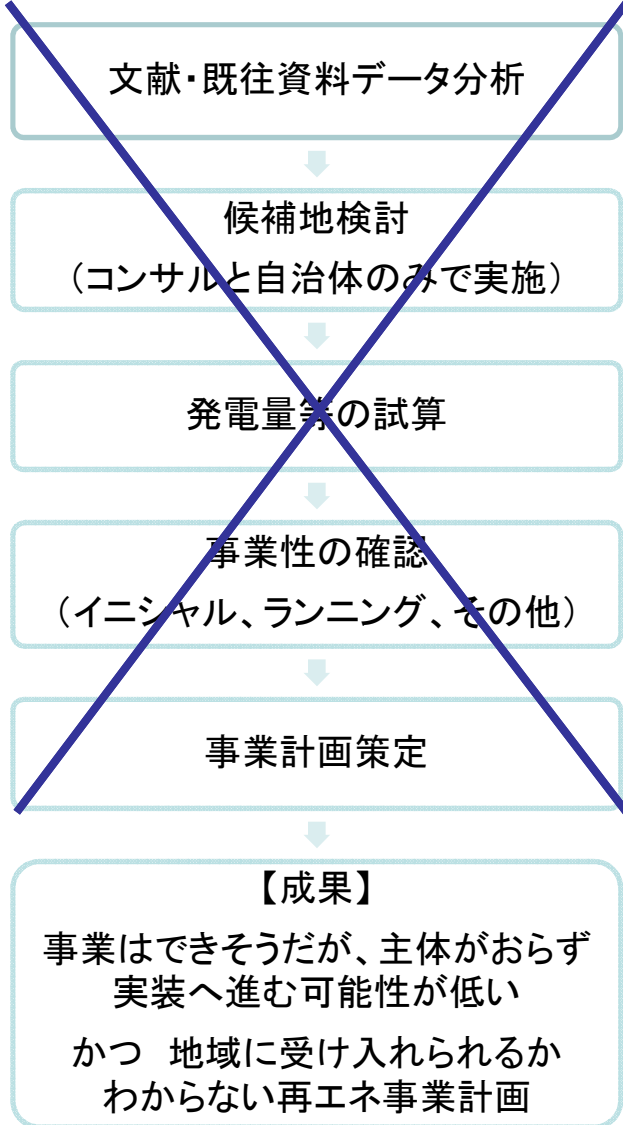 文献・既往資料データ分析
候補地検討
（コンサルと自治体のみで実施）
発電量等の試算
事業性の確認
（イニシャル、ランニング、その他）
事業計画策定
【成果】
事業はできそうだが、主体がおらず
実装へ進む可能性が低い
かつ　地域に受け入れられるか
わからない再エネ事業計画